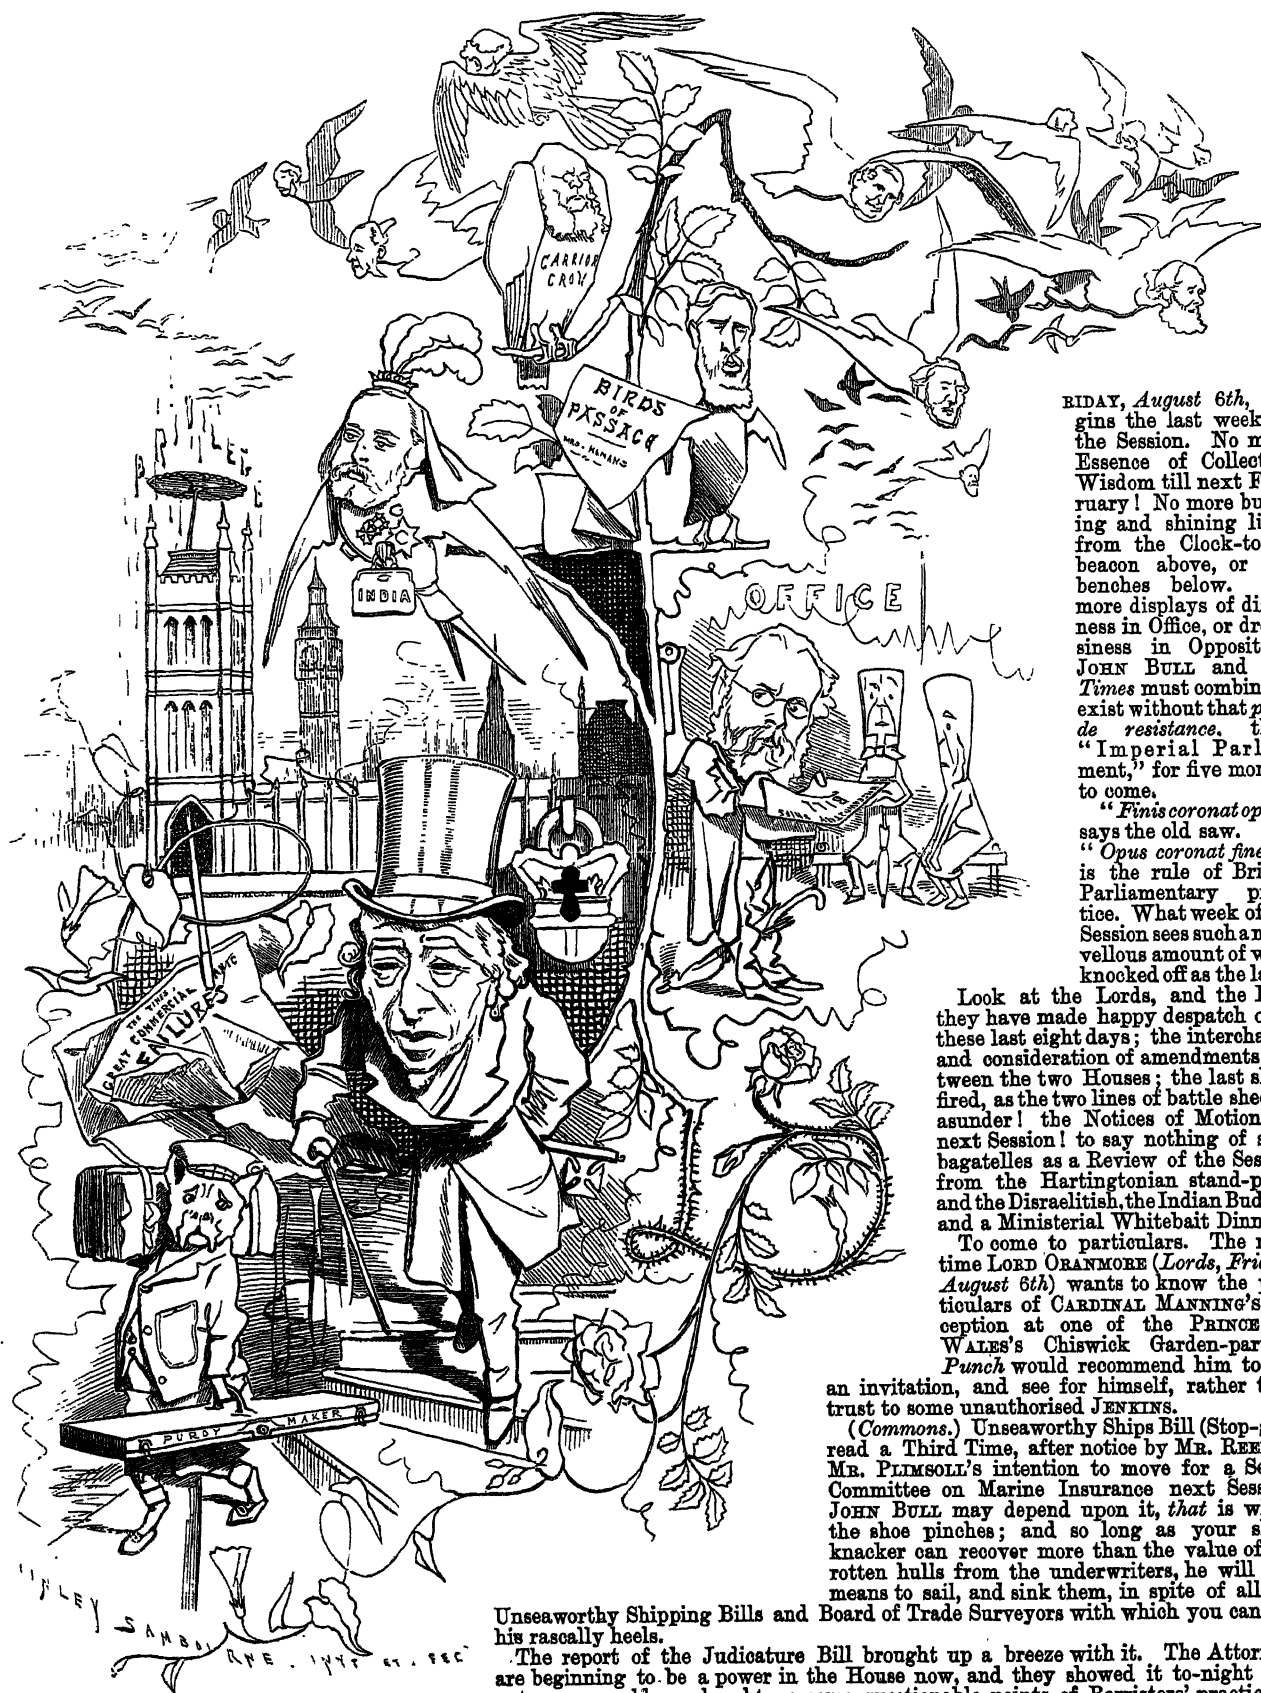 CARRION
CROW
BIRDS
OF
PASSAGE
MRS. HEMANS
INDIA
OFFICE
THE TIMES
GREAT COMMERCIAL
FAILURES
PURDY MAKER
LINLEY
SAMBOURNE. INVT ET. FEC
RIDAY, August 6th,
gins the last week
the Session. No m
Essence of Collect
Wisdom till next F
ruary! No more bu
ing and shining li
from the Clock-to
beacon above, or
benches below.
more displays of di
ness in Office, or dr
siness in Opposit
JOHN BULL and
Times must combin
exist without that p
de resistance, t
"Imperial Parl
ment," for five mon
to come.
"Finis coronat op
says the old saw.
"Opus coronat fine
is the rule of Bri
Parliamentary p
tice. What week of
Session sees such a n
vellous amount of w
knocked off as the la
Look at the Lords, and the l
they have made happy despatch o
these last eight days; the intercha
and consideration of amendments
tween the two Houses; the last s
fired, as the two lines of battle she
asunder! the Notices of Motion
next Session! to say nothing of s
bagatelles as a Review of the Ses
from the Hartingtonian stand-p
and the Disraelitish, the Indian Bud
and a Ministerial Whitebait Dinn
To come to particulars. The n
time LORD ORANMORE (Lords, Frid
August 6th) wants to know the
ticulars of CARDINAL MANNING'S
ception at one of the PRINCE
WALES'S Chiswick Garden-par
Punch would recommend him to
an invitation, and see for himself, rather t
trust to some unauthorised JENKINS.
(Commons.) Unseaworthy Ships Bill (Stop-g
read a Third Time, after notice by MR. REE
MR. PLIMSOLL'S intention to move for a Se
Committee on Marine Insurance next Sess
JOHN BULL may depend upon it, that is w
the shoe pinches; and so long as your s
knacker can recover more than the value of
rotten hulls from the underwriters, he will
means to sail, and sink them, in spite of all
Unseaworthy Shipping Bills and Board of Trade Surveyors with which you can
his rascally heels.
The report of the Judicature Bill brought up a breeze with it. The Attor
are beginning to be a power in the House now, and they showed it to-night